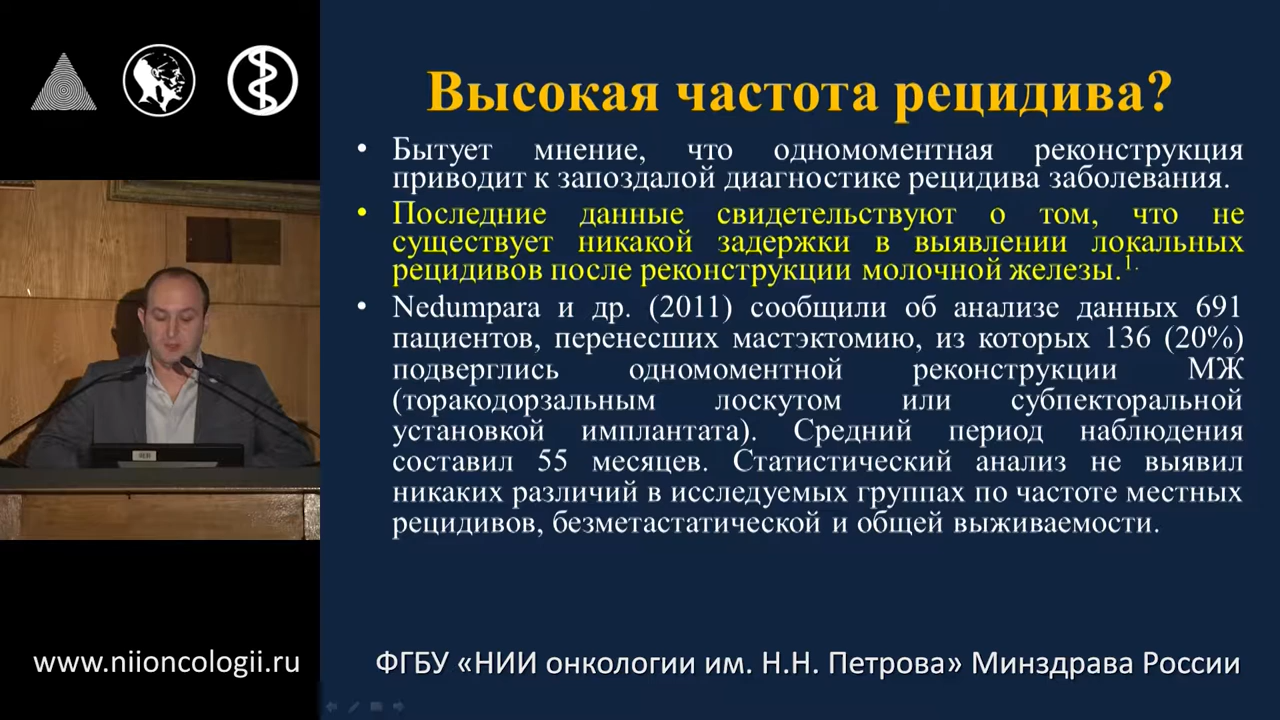 Высокая частота рецидива?
• Бытует мнение, что одномоментная реконструкция
приводит к запоздалой диагностике рецидива заболевания.
• Последние данные свидетельствуют о том, что не
существует никакой задержки в выявлении локальных
рецидивов после реконструкции молочной железы.1.
• Nedumpara и др. (2011) сообщили об анализе данных 691
пациентов, перенесших мастэктомию, из которых 136 (20%)
подверглись одномоментной реконструкции МЖ
(торакодорзальным лоскутом или субпекторальной
установкой имплантата). Средний период наблюдения
составил 55 месяцев. Статистический анализ не выявил
никаких различий в исследуемых группах по частоте местных
рецидивов, безметастатической и общей выживаемости.
www.niioncologii.ru
ФГБУ «НИИ онкологии им. Н.Н. Петрова» Минздрава России